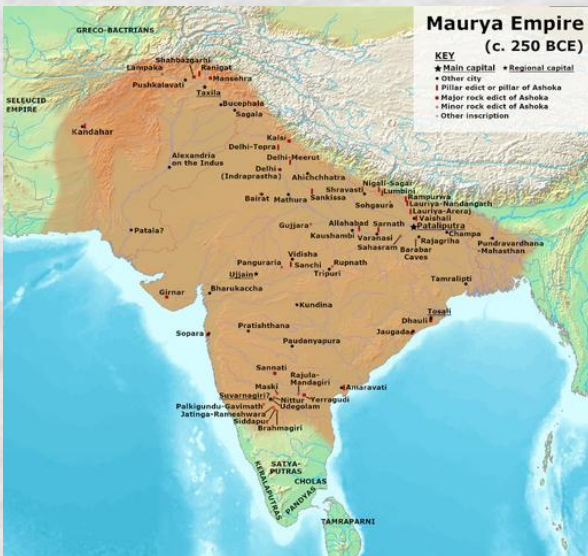 Maurya Empire
(c. 250 BCE)
KEY
Main capital
Regional capital
Other city
Pillar edict or pillar of Ashoka
Major rock edict of Ashoka
Minor rock edict of Ashoka
Other inscription
GRECO-BACTRIANS
SELEUCID
EMPIRE
Shahbazgarhi
Lampaka
Ranigat
Mansehra
Pushkalavati
Taxila
Bucephala
Sagala
Kandahar
Kalsi
Delhi-Topra
Alexandria
on the Indus
Delhi-Meerut
Delhi
(Indraprastha)
Ahichchatra
Nigali-Sagar
Lumbini
Bairat
Mathura
Sankissa
Shravasti
Sohgaura
Rampurwa
Lauriya-Nandangarh
(Lauriya-Arera)
Vaishali
Pataliputra
Patala?
Gujjara
Allahabad
Sarnath
Kaushambi
Varanasi
Sahasram
Champa
Rajagriha
Barabar
Caves
Pundravardhana
-Mahasthan
Vidisha
Panguraria
Sanchi
Rupnath
Ujjain
Tripuri
Tamralipti
Girnar
Bharukaccha
Kundina
Tosali
Dhauli
Jaugada
Sopara
Pratishthana
Paudanyapura
Sannati
Rajula-
Mandagiri
Maski
Amaravati
Suvarnagiri?
Nittur
Yerragudi
Palkigundu-Gavimath
Udegolam
Jatinga-Rameshwara
Siddapur
Brahmagiri
SATYA-
PUTRAS
CHOLAS
KERALAPUTRAS
PANDYAS
TAMRAPARNI